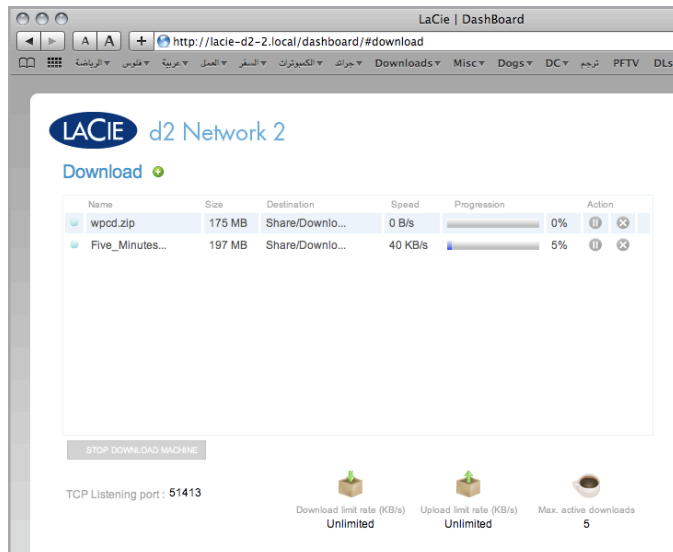 LaCie | DashBoard
A A + http://lacie-d2-2.local/dashboard/#download
الرياضة عربية فلوس العمل السفر الكمبوترات جرائد Downloads Misc Dogs DC ترجم PFTV DLs
LACIE d2 Network 2
Download
Name Size Destination Speed Progression Action
wpcd.zip 175 MB Share/Downlo... 0 B/s 0%
Five_Minutes... 197 MB Share/Downlo... 40 KB/s 5%
STOP DOWNLOAD MACHINE
TCP Listening port : 51413
Download limit rate (KB/s) Upload limit rate (KB/s) Max. active downloads
Unlimited Unlimited 5